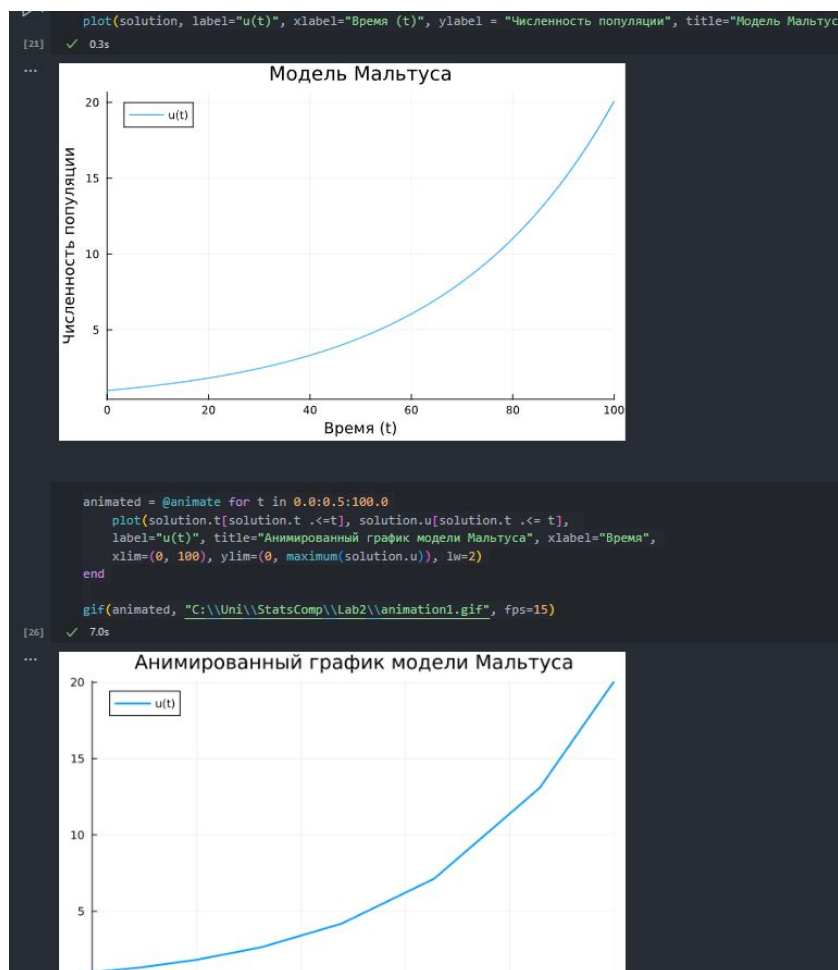 plot(solution, label="u(t)", xlabel="Время (t)", ylabel = "Численность популяции", title="Модель Мальтус
[21] ✓ 0.3s
...
Модель Мальтуса
u(t)
Численность популяции
20
15
10
5
0 20 40 60 80 100
Время (t)
animated = @animate for t in 0.0:0.5:100.0
plot(solution.t[solution.t .<=t], solution.u[solution.t .<= t],
label="u(t)", title="Анимированный график модели Мальтуса", xlabel="Время",
xlim=(0, 100), ylim=(0, maximum(solution.u)), lw=2)
end
gif(animated, "C:\\Uni\\StatsComp\\Lab2\\animation1.gif", fps=15)
[26] ✓ 7.0s
...
Анимированный график модели Мальтуса
u(t)
20
15
10
5